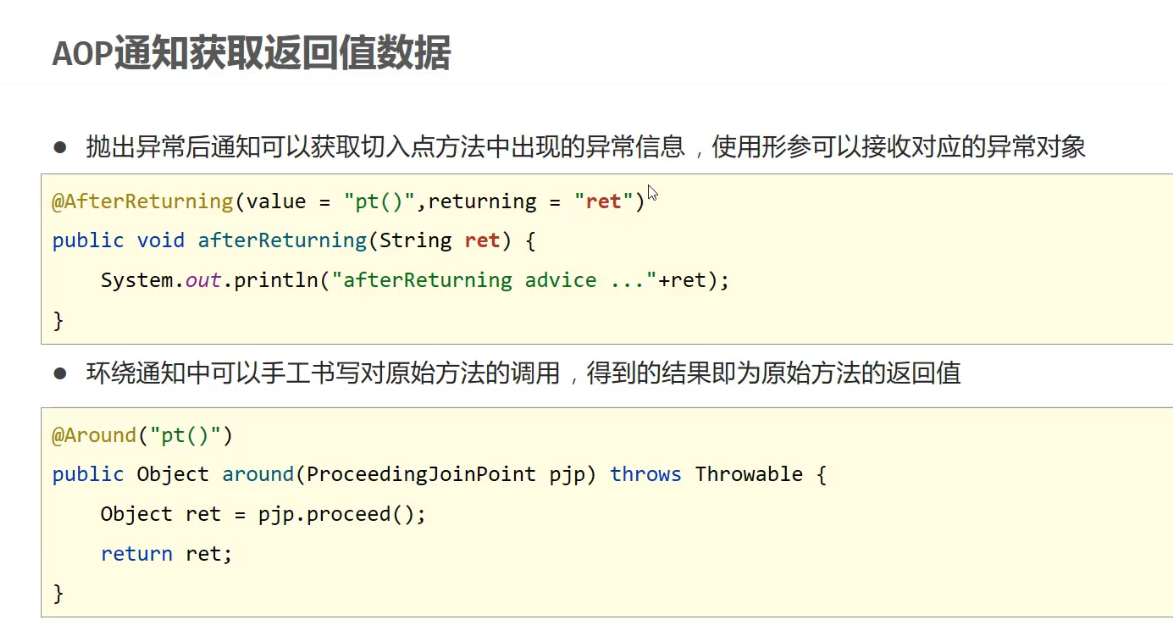 AOP通知获取返回值数据
● 抛出异常后通知可以获取切入点方法中出现的异常信息，使用形参可以接收对应的异常对象
@AfterReturning(value = "pt()",returning = "ret")
public void afterReturning(String ret) {
    System.out.println("afterReturning advice ..."+ret);
}
● 环绕通知中可以手工书写对原始方法的调用，得到的结果即为原始方法的返回值
@Around("pt()")
public Object around(ProceedingJoinPoint pjp) throws Throwable {
    Object ret = pjp.proceed();
    return ret;
}